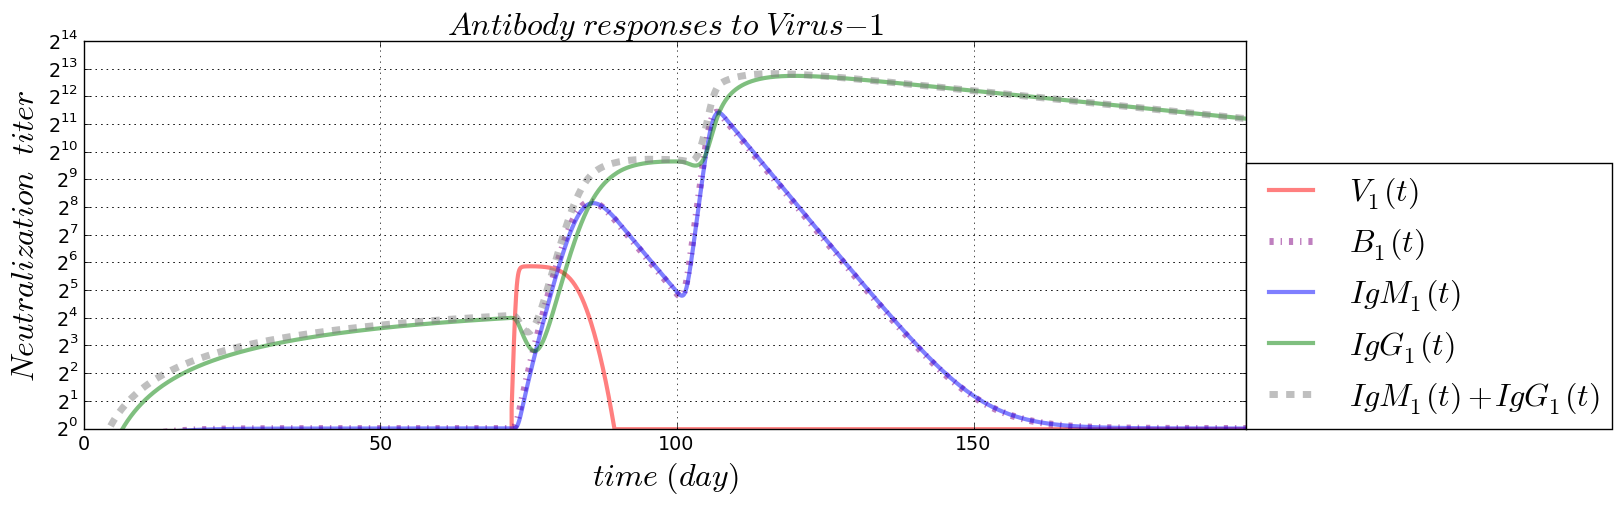 Antibody responses to Virus−1
Neutralization titer
2^14
2^13
2^12
2^11
2^10
2^9
2^8
2^7
2^6
2^5
2^4
2^3
2^2
2^1
2^0
0 50 100 150
time (day)
V_1(t)
B_1(t)
IgM_1(t)
IgG_1(t)
IgM_1(t)+IgG_1(t)